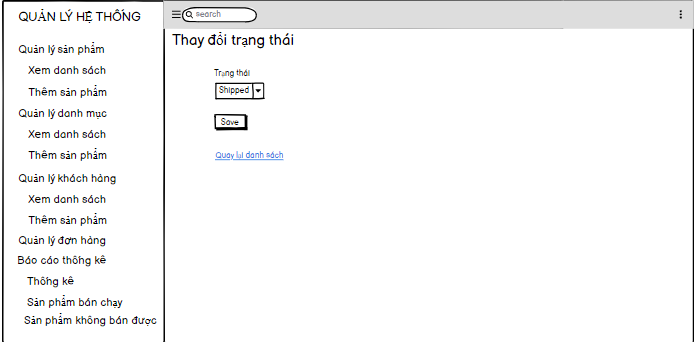 QUẢN LÝ HỆ THỐNG
Quản lý sản phẩm
Xem danh sách
Thêm sản phẩm
Quản lý danh mục
Xem danh sách
Thêm sản phẩm
Quản lý khách hàng
Xem danh sách
Thêm sản phẩm
Quản lý đơn hàng
Báo cáo thống kê
Thống kê
Sản phẩm bán chạy
Sản phẩm không bán được
search
Thay đổi trạng thái
Trạng thái
Shipped
Save
Quay lại danh sách